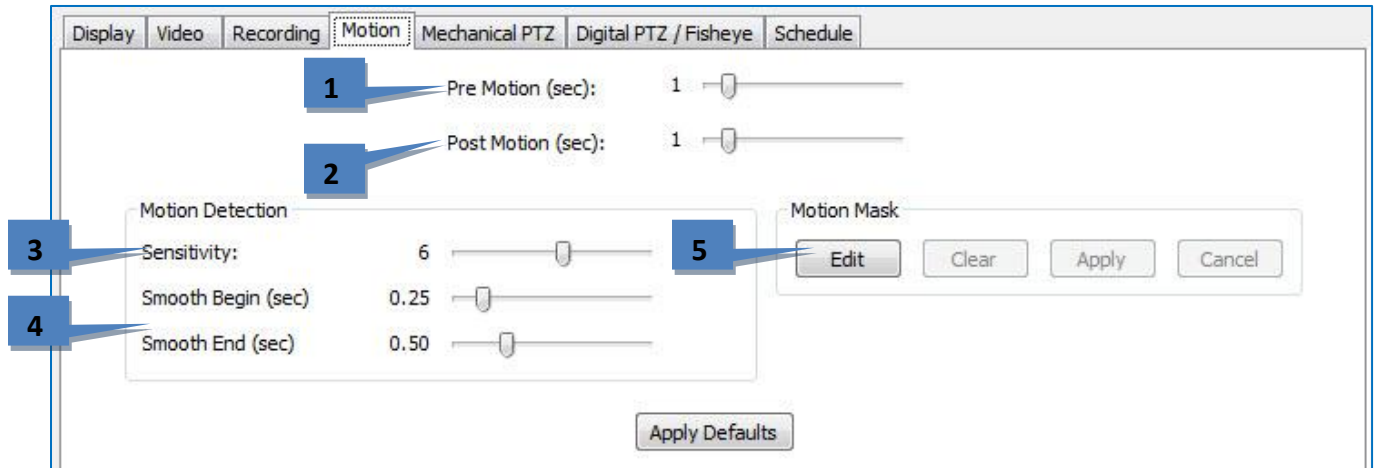 Display Video Recording Motion Mechanical PTZ Digital PTZ / Fisheye Schedule
1 Pre Motion (sec): 1
2 Post Motion (sec): 1
Motion Detection
3 Sensitivity: 6
Smooth Begin (sec) 0.25
4
Smooth End (sec) 0.50
Motion Mask
5 Edit Clear Apply Cancel
Apply Defaults